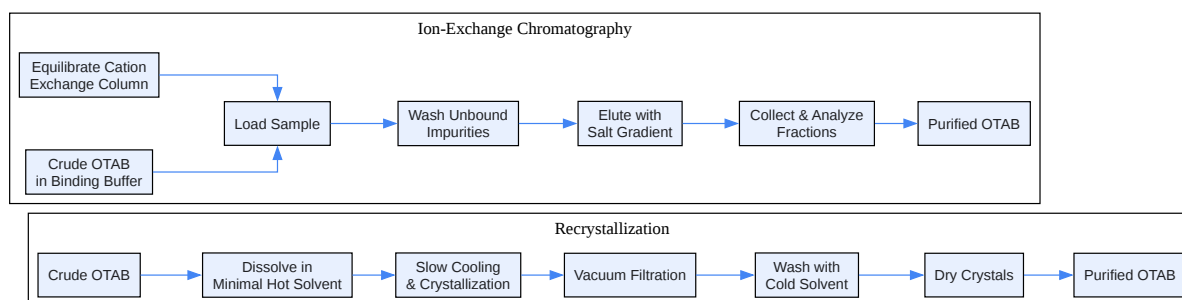 Ion-Exchange Chromatography
Equilibrate Cation
Exchange Column
Crude OTAB
in Binding Buffer
Load Sample
Wash Unbound
Impurities
Elute with
Salt Gradient
Collect & Analyze
Fractions
Purified OTAB
Recrystallization
Crude OTAB
Dissolve in
Minimal Hot Solvent
Slow Cooling
& Crystallization
Vacuum Filtration
Wash with
Cold Solvent
Dry Crystals
Purified OTAB